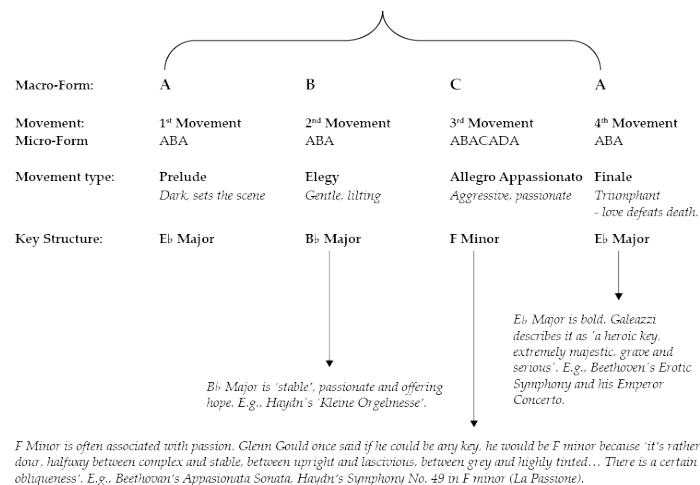 Macro-Form: A B C A
Movement: 1st Movement 2nd Movement 3rd Movement 4th Movement
Micro-Form ABA ABA ABACADA ABA
Movement type: Prelude Elegy Allegro Appassionato Finale
Dark, sets the scene Gentle, lilting Aggressive, passionate Triumphant
- love defeats death.
Key Structure: E♭ Major B♭ Major F Minor E♭ Major
E♭ Major is bold. Galeazzi
describes it as 'a heroic key,
extremely majestic, grave and
serious'. E.g., Beethoven's Erotic
Symphony and his Emperor
Concerto.
B♭ Major is 'stable', passionate and offering
hope. E.g., Haydn's 'Kleine Orgelmesse'.
F Minor is often associated with passion. Glenn Gould once said if he could be any key, he would be F minor because 'it's rather
dour, halfway between complex and stable, between upright and lascivious, between grey and highly tinted... There is a certain
obliqueness'. E.g., Beethovan's Appasionata Sonata, Haydn's Symphony No. 49 in F minor (La Passione).